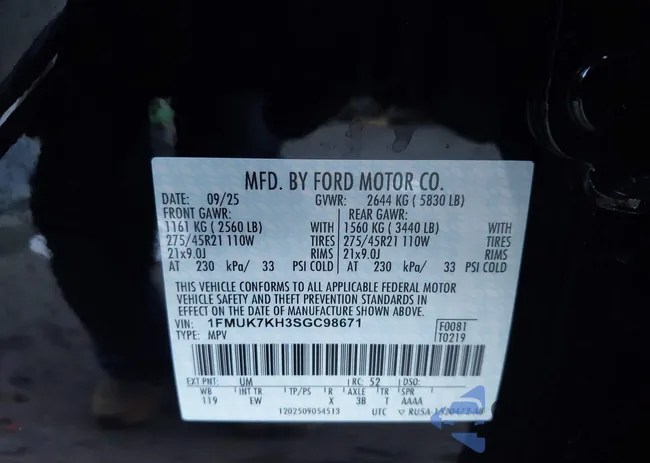 MFD. BY FORD MOTOR CO.
DATE: 09/25 GVWR: 2644 KG ( 5830 LB)
FRONT GAWR: REAR GAWR:
1161 KG ( 2560 LB) WITH 1560 KG ( 3440 LB) WITH
275/45R21 110W TIRES 275/45R21 110W TIRES
21x9.0J RIMS 21x9.0J RIMS
AT 230 kPa/ 33 PSI COLD AT 230 kPa/ 33 PSI COLD
THIS VEHICLE CONFORMS TO ALL APPLICABLE FEDERAL MOTOR
VEHICLE SAFETY AND THEFT PREVENTION STANDARDS IN
EFFECT ON THE DATE OF MANUFACTURE SHOWN ABOVE.
VIN: 1FMUK7KH3SGC98671 F0081
TYPE: MPV T0219
EXT PNT: UM RC: 52 DSO:
WB INT TR TP/PS R AXLE TR SPR
119 EW X 38 T AAAA
1202509054513 UTC